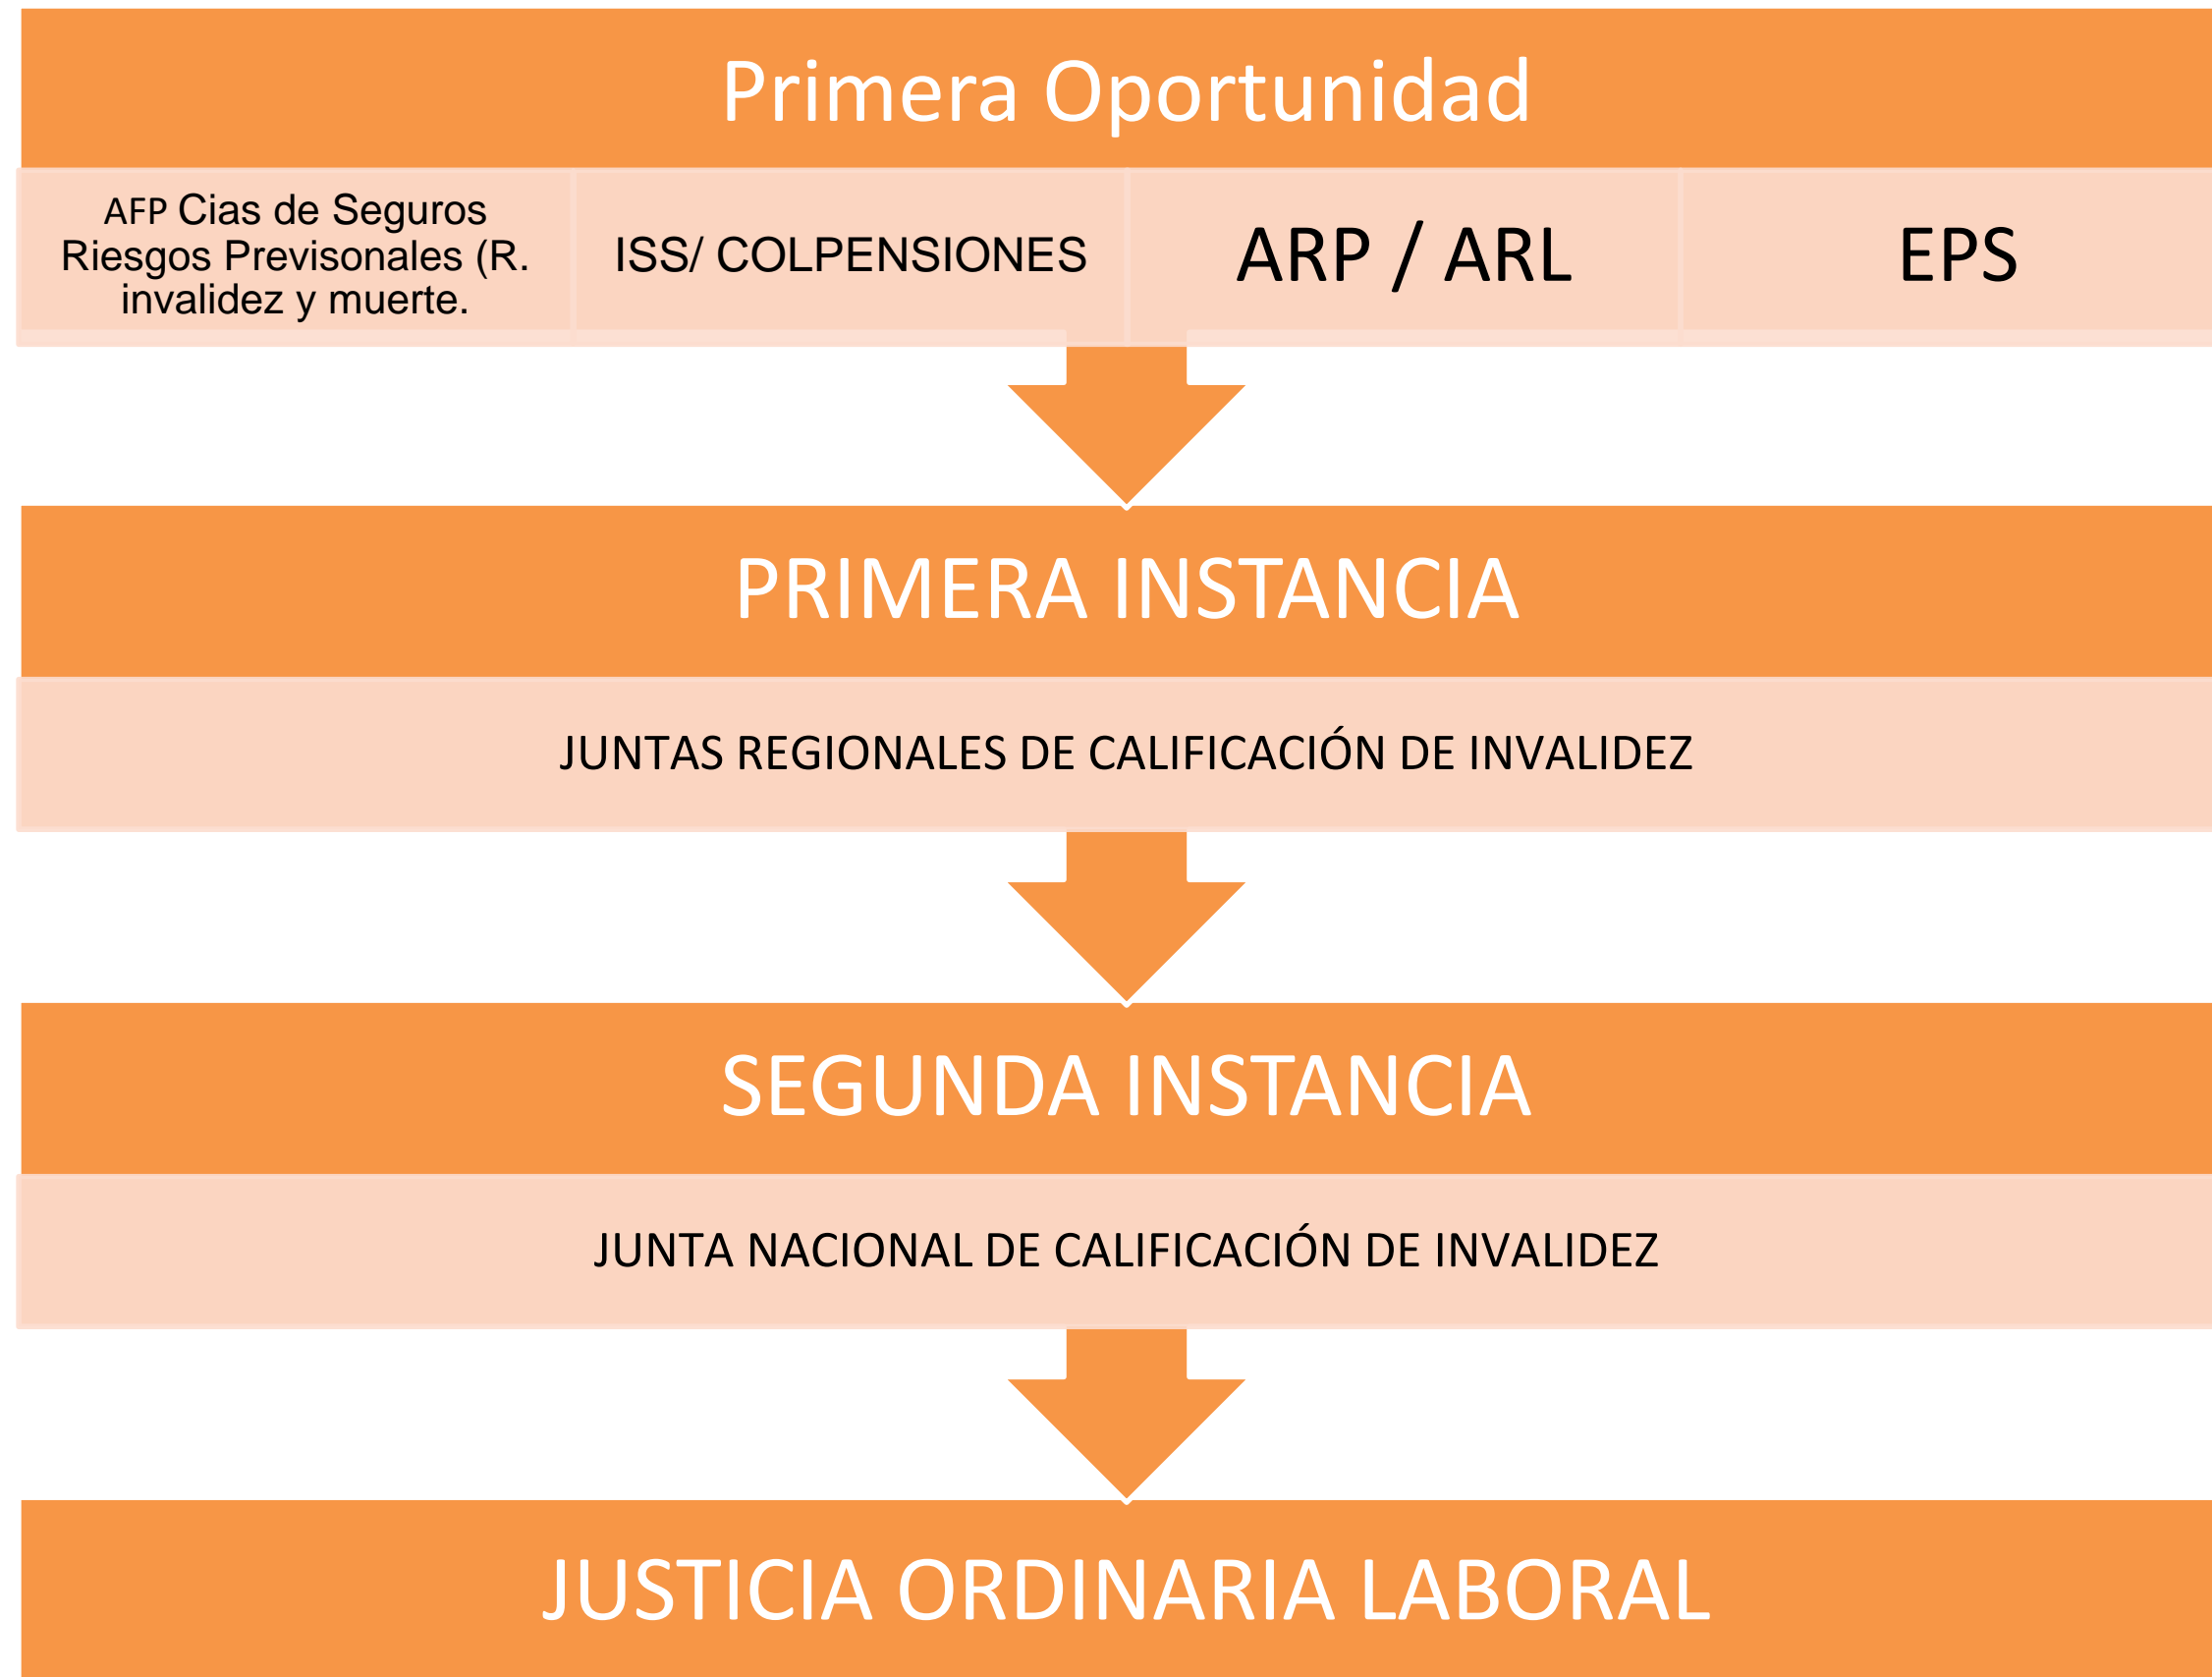 Primera Oportunidad
AFP Cias de Seguros
Riesgos Previsonales (R.
invalidez y muerte.
ISS/ COLPENSIONES
ARP / ARL
EPS
PRIMERA INSTANCIA
JUNTAS REGIONALES DE CALIFICACIÓN DE INVALIDEZ
SEGUNDA INSTANCIA
JUNTA NACIONAL DE CALIFICACIÓN DE INVALIDEZ
JUSTICIA ORDINARIA LABORAL